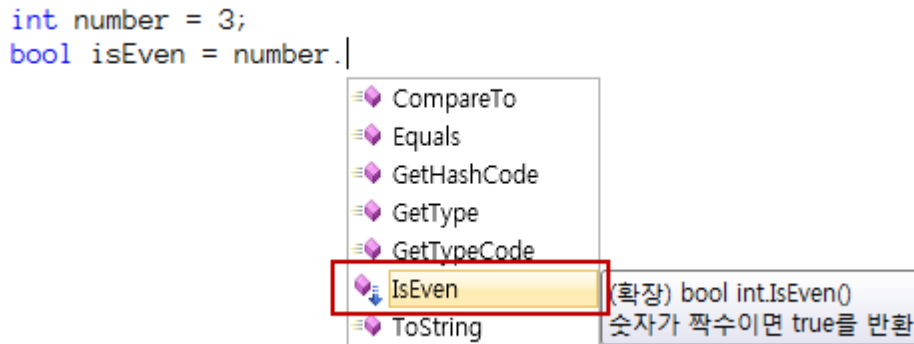 int number = 3;
bool isEven = number.
CompareTo
Equals
GetHashCode
GetType
GetTypeCode
IsEven
(확장) bool int.IsEven()
숫자가 짝수이면 true를 반환
ToString